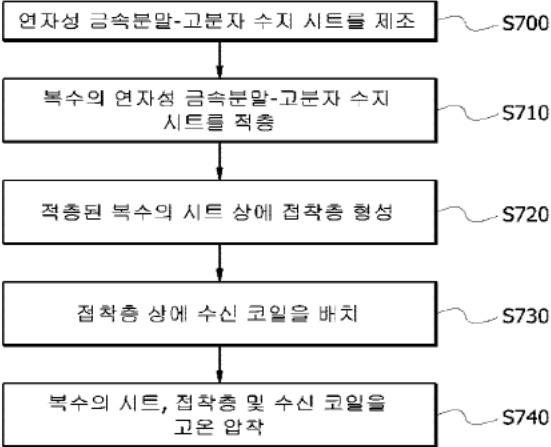 연자성 금속분말-고분자 수지 시트를 제조
S700
복수의 연자성 금속분말-고분자 수지
시트를 적층
S710
적층된 복수의 시트 상에 접착층 형성
S720
접착층 상에 수신 코일을 배치
S730
복수의 시트, 접착층 및 수신 코일을
고온 압착
S740